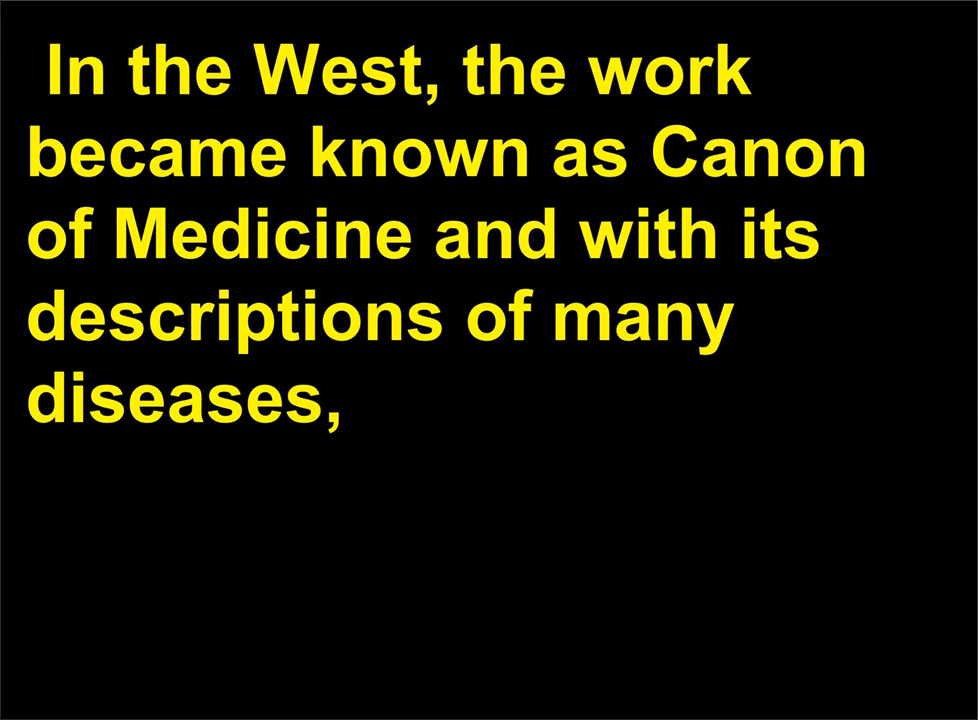 In the West, the work
became known as Canon
of Medicine and with its
descriptions of many
diseases,